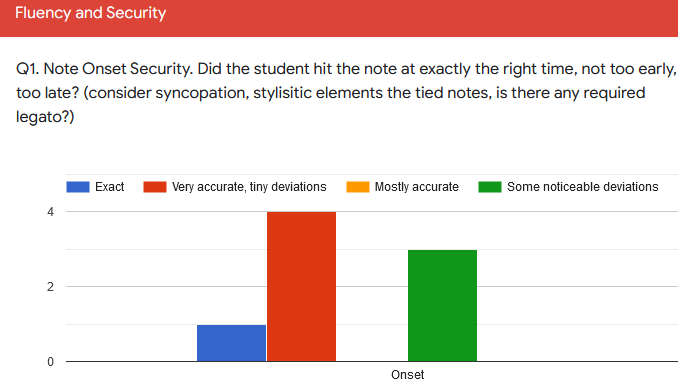 Fluency and Security
Q1. Note Onset Security. Did the student hit the note at exactly the right time, not too early,
too late? (consider syncopation, stylisitic elements the tied notes, is there any required
legato?)
Exact Very accurate, tiny deviations Mostly accurate Some noticeable deviations
4
2
0
Onset